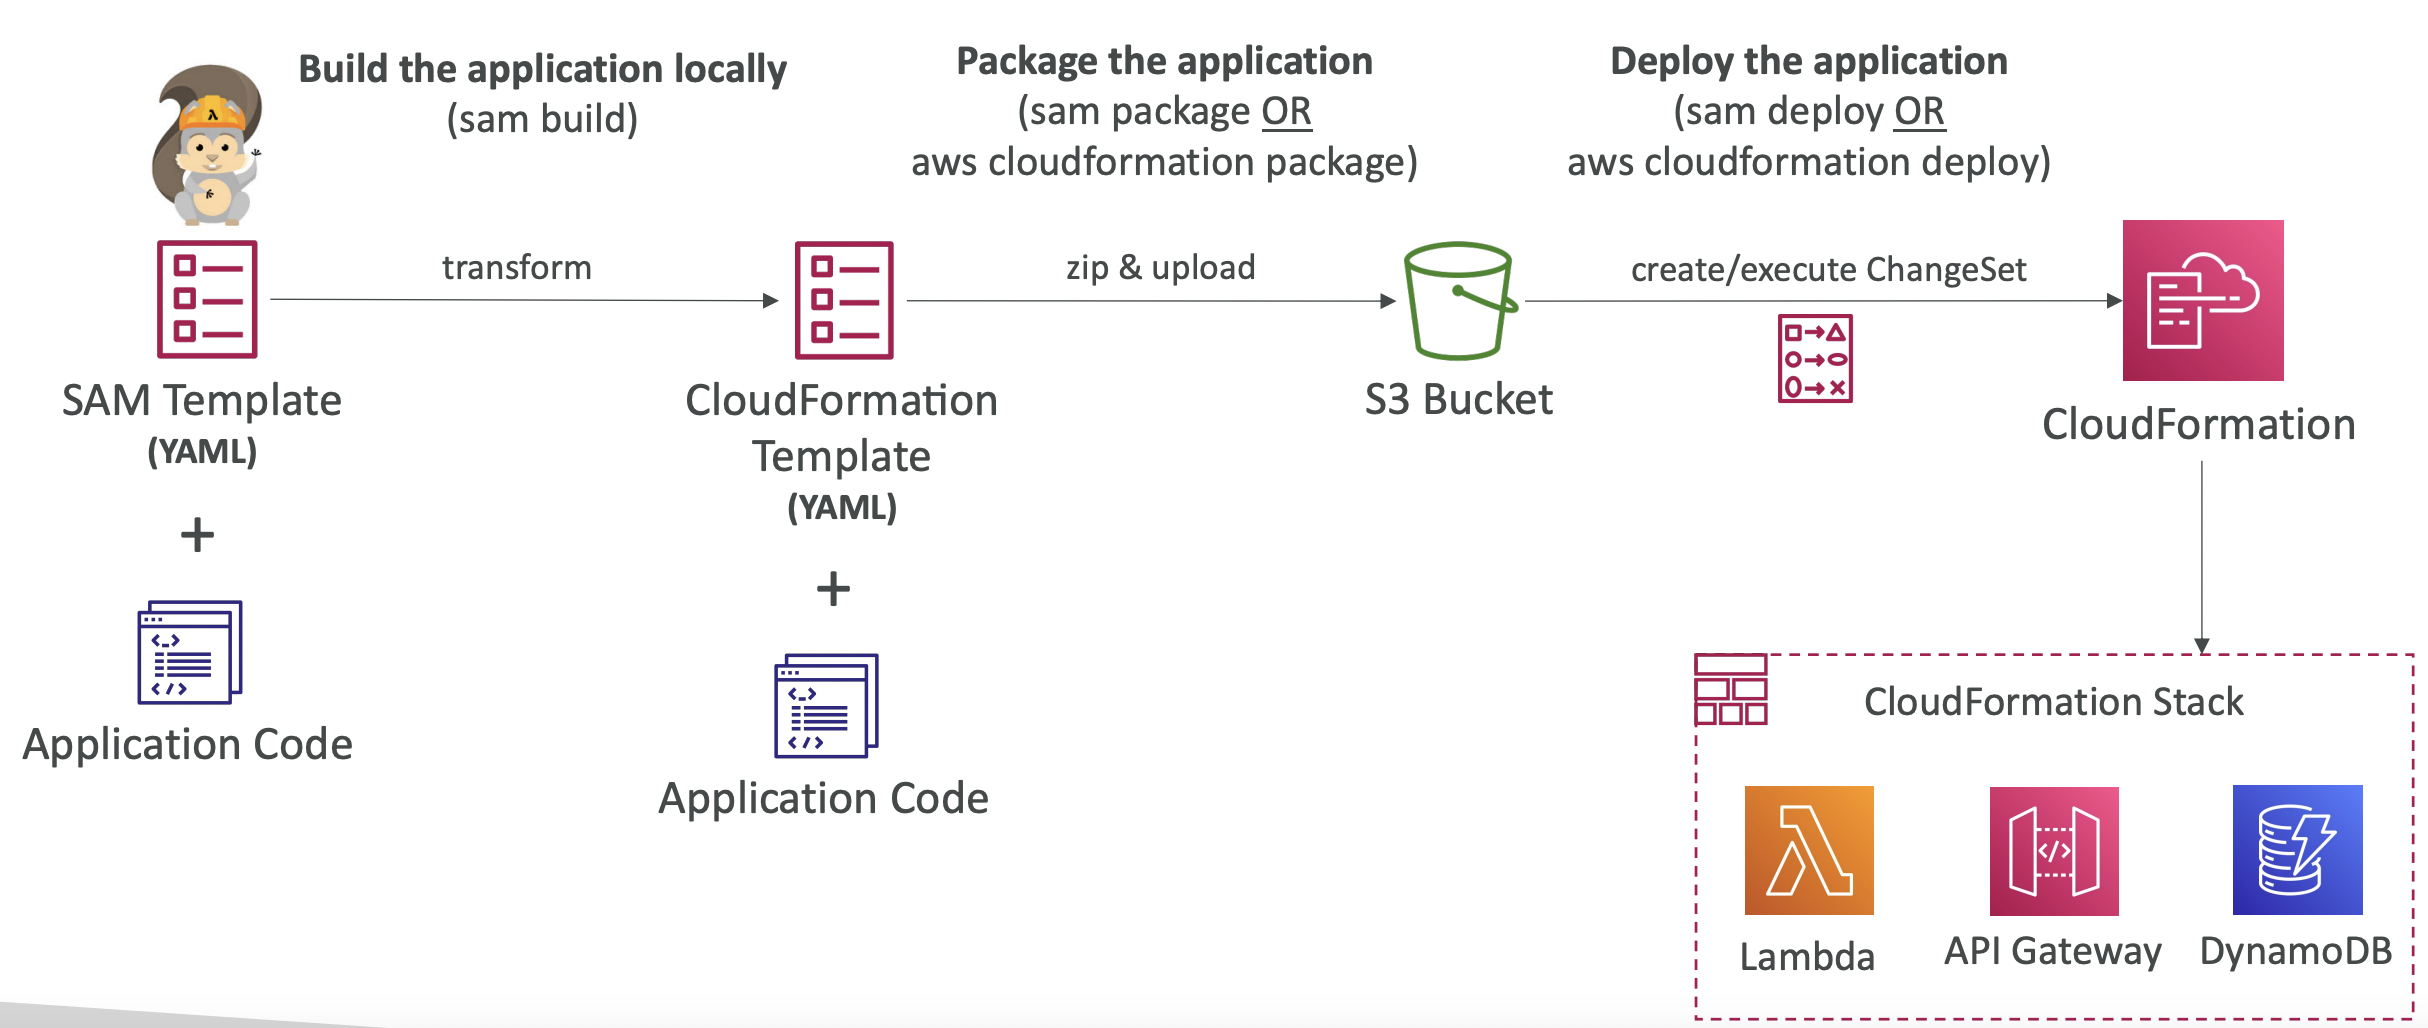 Build the application locally
(sam build)
Package the application
(sam package OR
aws cloudformation package)
Deploy the application
(sam deploy OR
aws cloudformation deploy)
transform
zip & upload
create/execute ChangeSet
SAM Template
(YAML)
+
Application Code
CloudFormation
Template
(YAML)
+
Application Code
S3 Bucket
CloudFormation
CloudFormation Stack
Lambda
API Gateway
DynamoDB